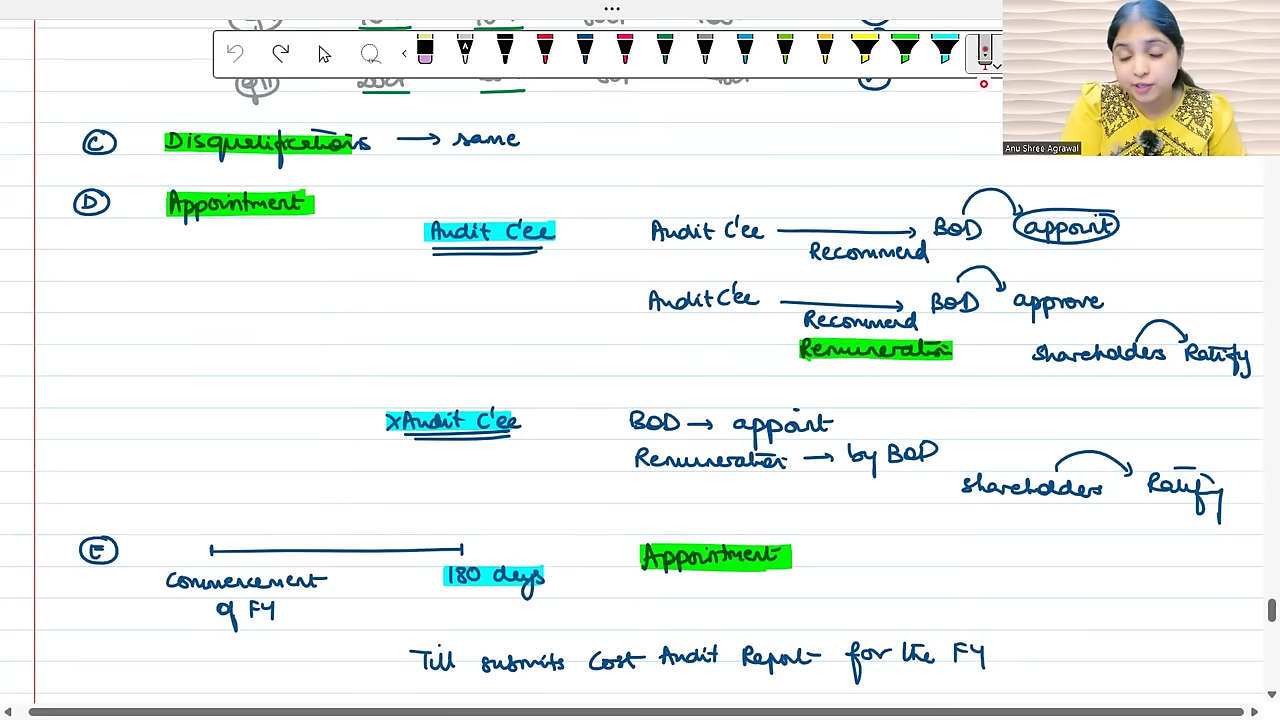 Anu Shree Agrawal
C Disqualifications → same
D Appointment
Audit C'ee Audit C'ee → BOD appoint
Recommend
Audit C'ee → BOD approve
Recommend
Remuneration shareholders Ratify
XAudit C'ee BOD → appoint
Remuneration → by BOD
shareholders Ratify
E Appointment
Commencement 180 days
of FY
Till submits Cost Audit Report for the FY